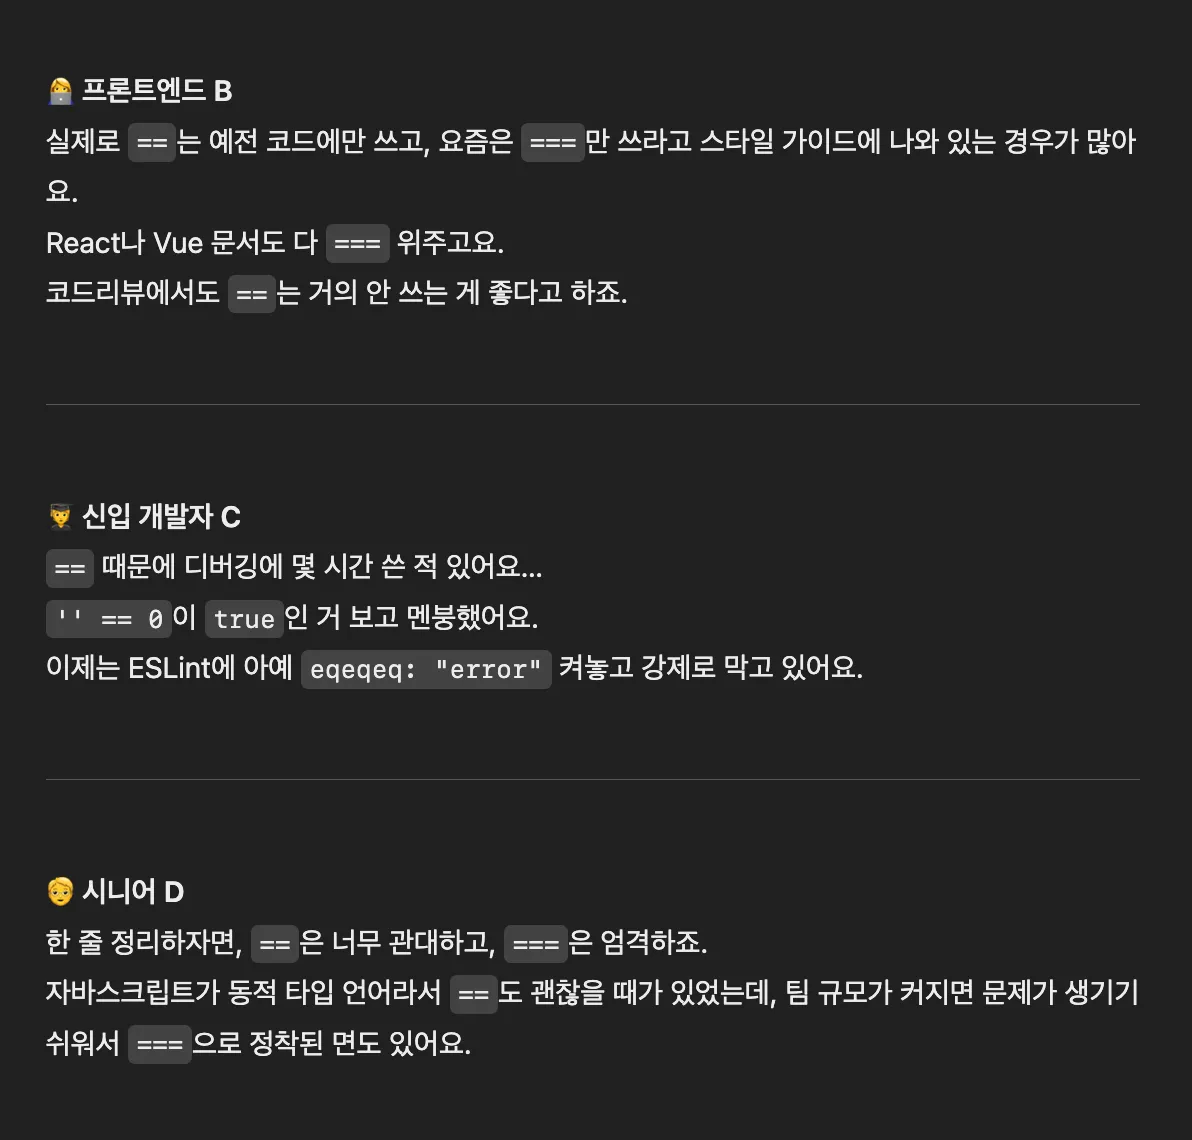 👩‍💻 프론트엔드 B
실제로 ==는 예전 코드에만 쓰고, 요즘은 ===만 쓰라고 스타일 가이드에 나와 있는 경우가 많아
요.
React나 Vue 문서도 다 === 위주고요.
코드리뷰에서도 ==는 거의 안 쓰는 게 좋다고 하죠.
👨‍🎓 신입 개발자 C
== 때문에 디버깅에 몇 시간 쓴 적 있어요...
'' == 0이 true인 거 보고 멘붕했어요.
이제는 ESLint에 아예 eqeqeq: "error" 켜놓고 강제로 막고 있어요.
🧓 시니어 D
한 줄 정리하자면, ==은 너무 관대하고, ===은 엄격하죠.
자바스크립트가 동적 타입 언어라서 ==도 괜찮을 때가 있었는데, 팀 규모가 커지면 문제가 생기기
쉬워서 ===으로 정착된 면도 있어요.